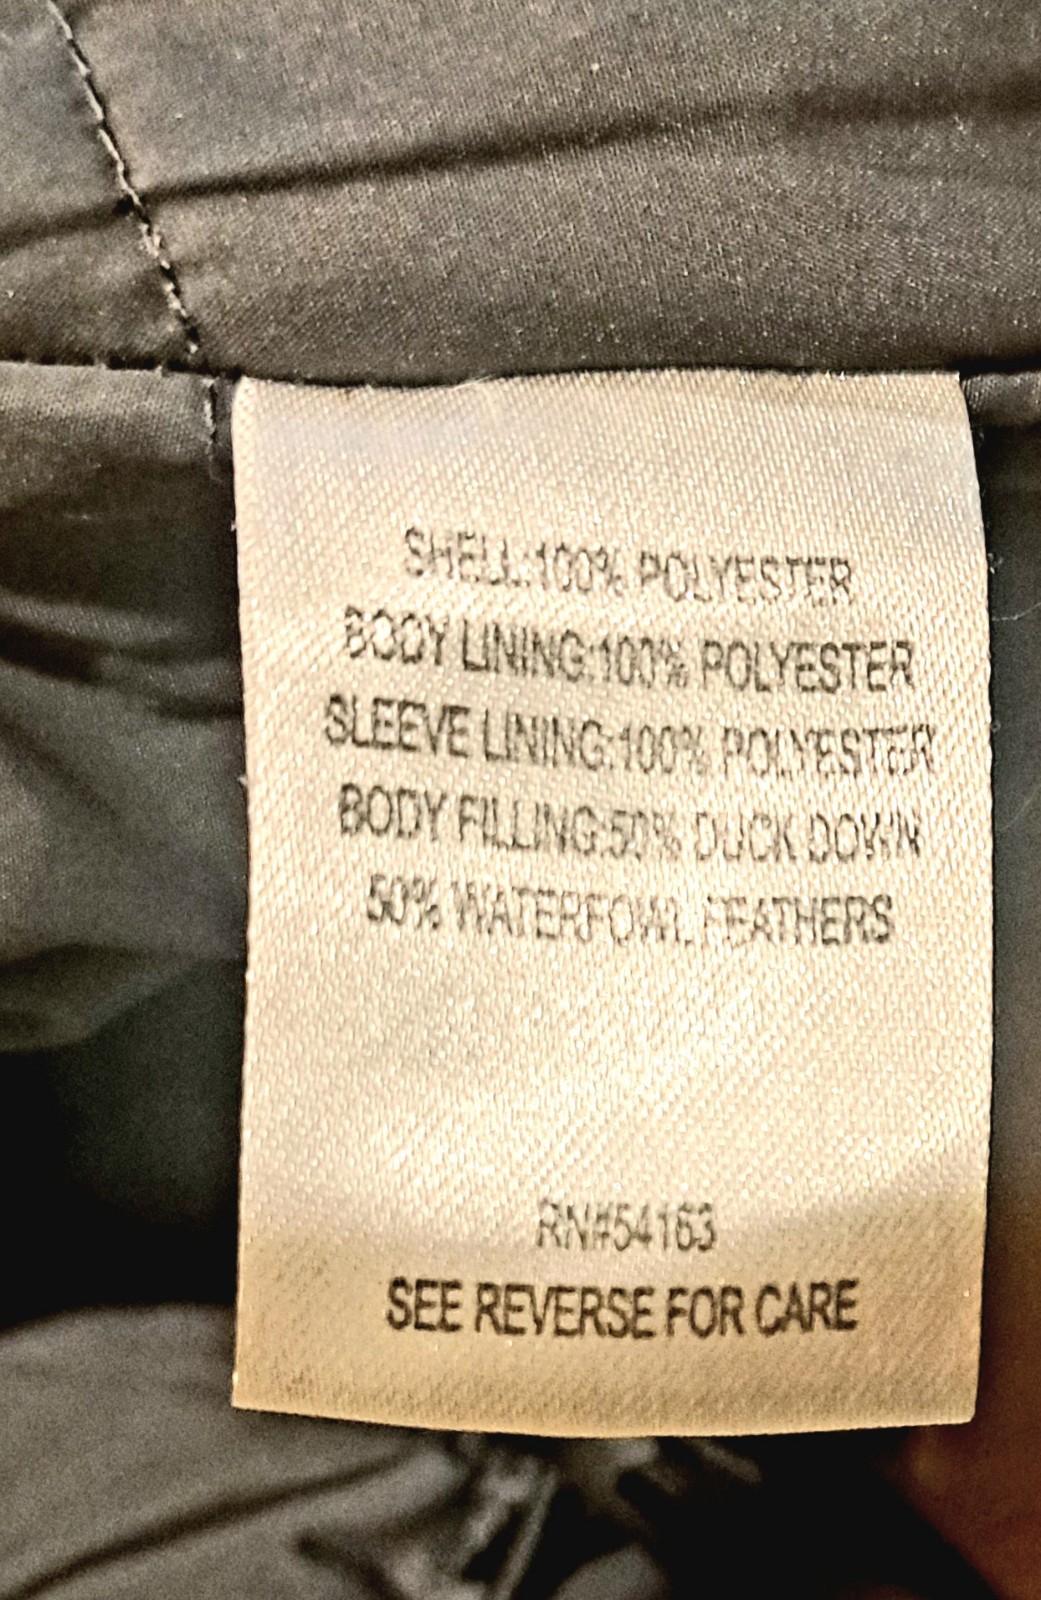 SHELL:100% POLYESTER
BODY LINING:100% POLYESTER
SLEEVE LINING:100% POLYESTER
BODY FILLING:50% DUCK DOWN
50% WATERFOWL FEATHERS
RN#54163
SEE REVERSE FOR CARE